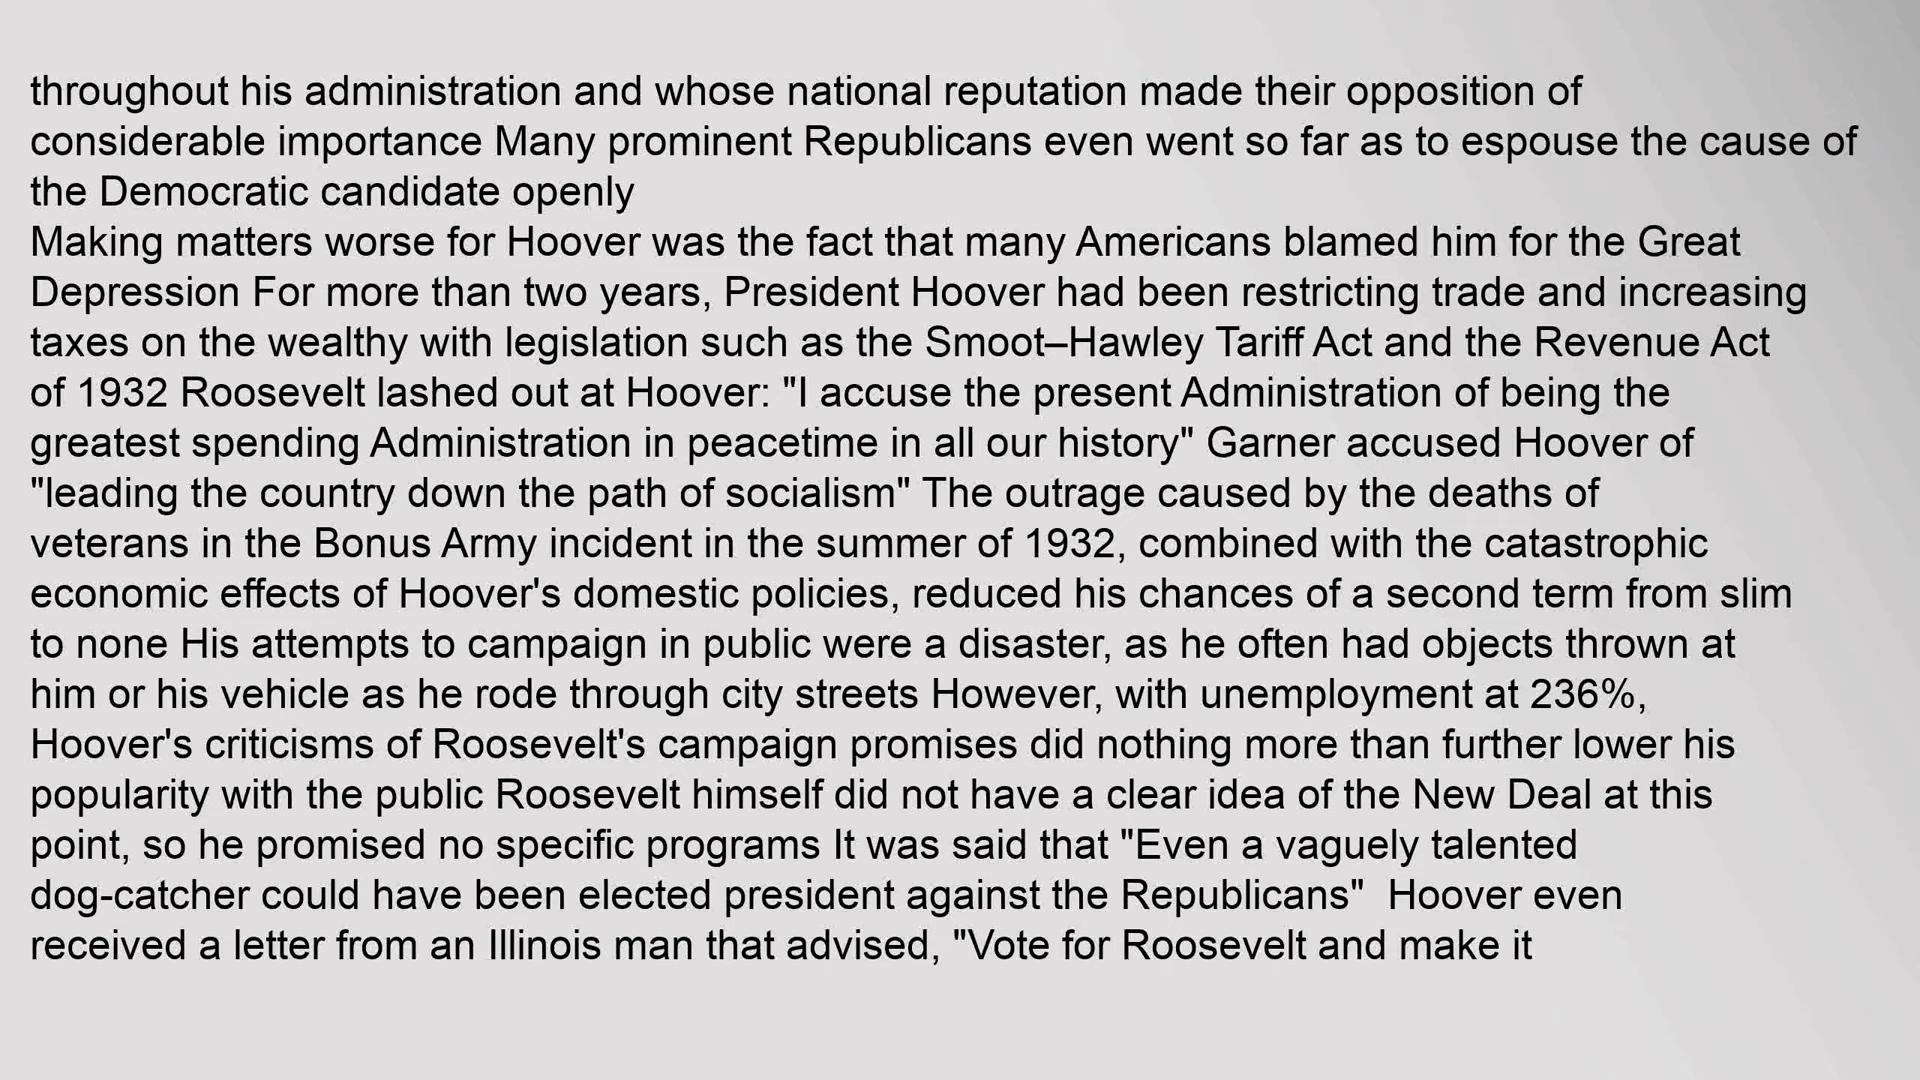 throughout his administration and whose national reputation made their opposition of
considerable importance Many prominent Republicans even went so far as to espouse the cause of
the Democratic candidate openly
Making matters worse for Hoover was the fact that many Americans blamed him for the Great
Depression For more than two years, President Hoover had been restricting trade and increasing
taxes on the wealthy with legislation such as the Smoot–Hawley Tariff Act and the Revenue Act
of 1932 Roosevelt lashed out at Hoover: "I accuse the present Administration of being the
greatest spending Administration in peacetime in all our history" Garner accused Hoover of
"leading the country down the path of socialism" The outrage caused by the deaths of
veterans in the Bonus Army incident in the summer of 1932, combined with the catastrophic
economic effects of Hoover's domestic policies, reduced his chances of a second term from slim
to none His attempts to campaign in public were a disaster, as he often had objects thrown at
him or his vehicle as he rode through city streets However, with unemployment at 236%,
Hoover's criticisms of Roosevelt's campaign promises did nothing more than further lower his
popularity with the public Roosevelt himself did not have a clear idea of the New Deal at this
point, so he promised no specific programs It was said that "Even a vaguely talented
dog-catcher could have been elected president against the Republicans"  Hoover even
received a letter from an Illinois man that advised, "Vote for Roosevelt and make it